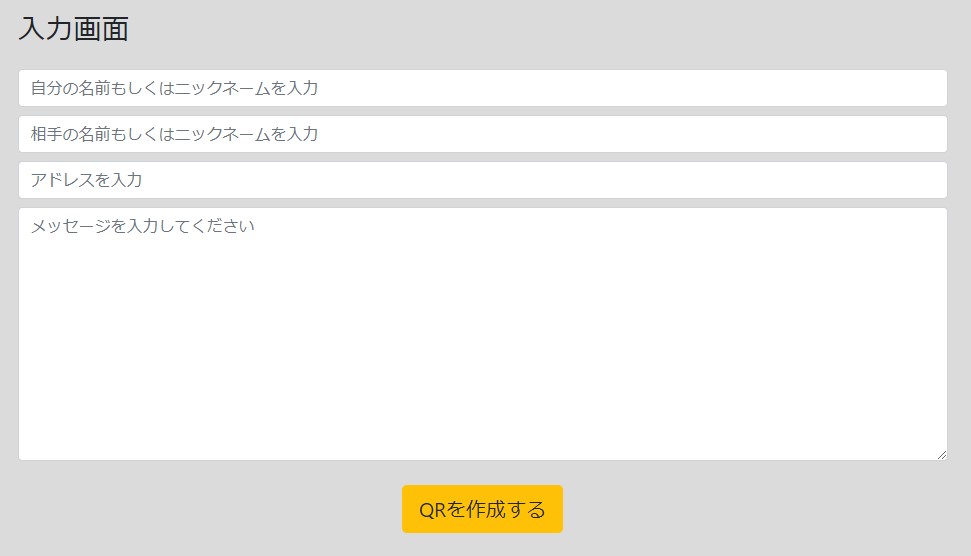 入力画面
自分の名前もしくはニックネームを入力
相手の名前もしくはニックネームを入力
アドレスを入力
メッセージを入力してください
QRを作成する